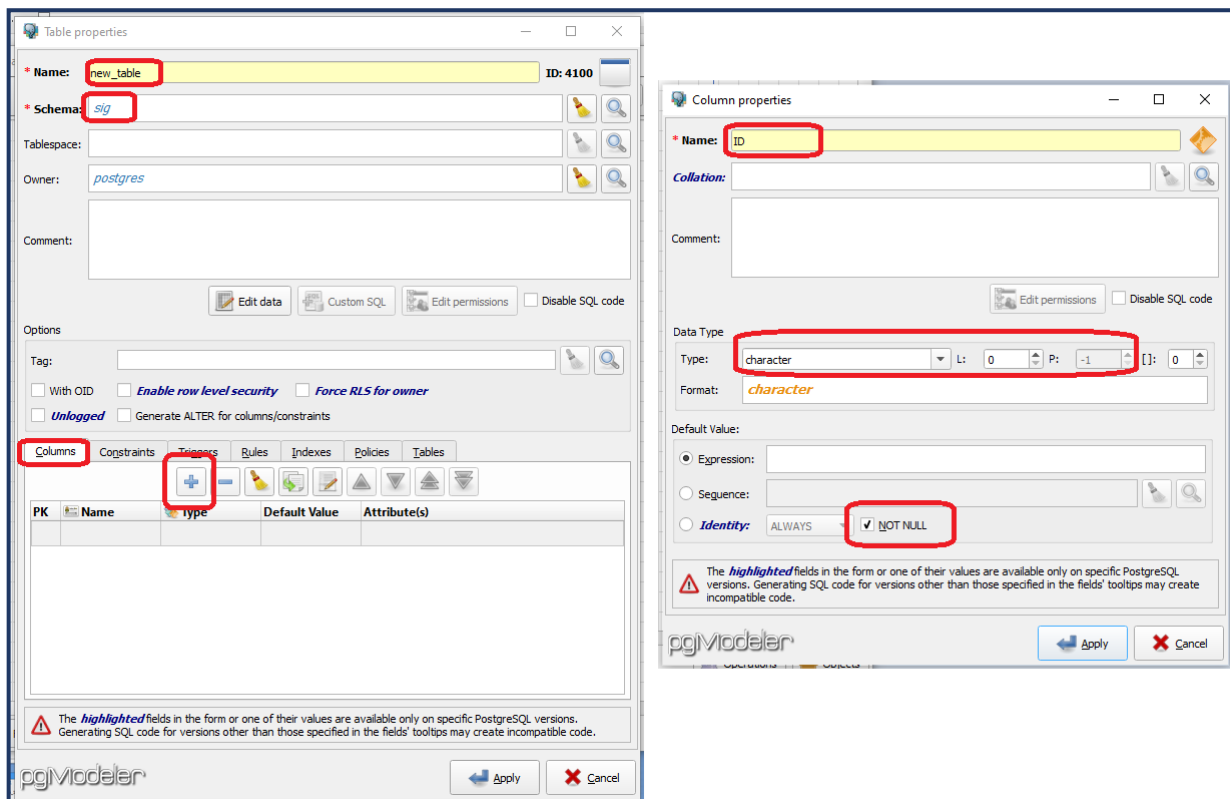 Table properties
* Name: new_table ID: 4100
* Schema: sig
Tablespace:
Owner: postgres
Comment:
Edit data Custom SQL Edit permissions Disable SQL code
Options
Tag:
With OID Enable row level security Force RLS for owner
Unlogged Generate ALTER for columns/constraints
Columns Constraints Triggers Rules Indexes Policies Tables
PK Name Type Default Value Attribute(s)
The highlighted fields in the form or one of their values are available only on specific PostgreSQL versions.
Generating SQL code for versions other than those specified in the fields' tooltips may create incompatible code.
pgModeler Apply Cancel
Column properties
* Name: ID
Collation:
Comment:
Edit permissions Disable SQL code
Data Type
Type: character L: 0 P: -1 []: 0
Format: character
Default Value:
Expression:
Sequence:
Identity: ALWAYS NOT NULL
The highlighted fields in the form or one of their values are available only on specific PostgreSQL
versions. Generating SQL code for versions other than those specified in the fields' tooltips may create
incompatible code.
pgModeler Apply Cancel
Operations Objects